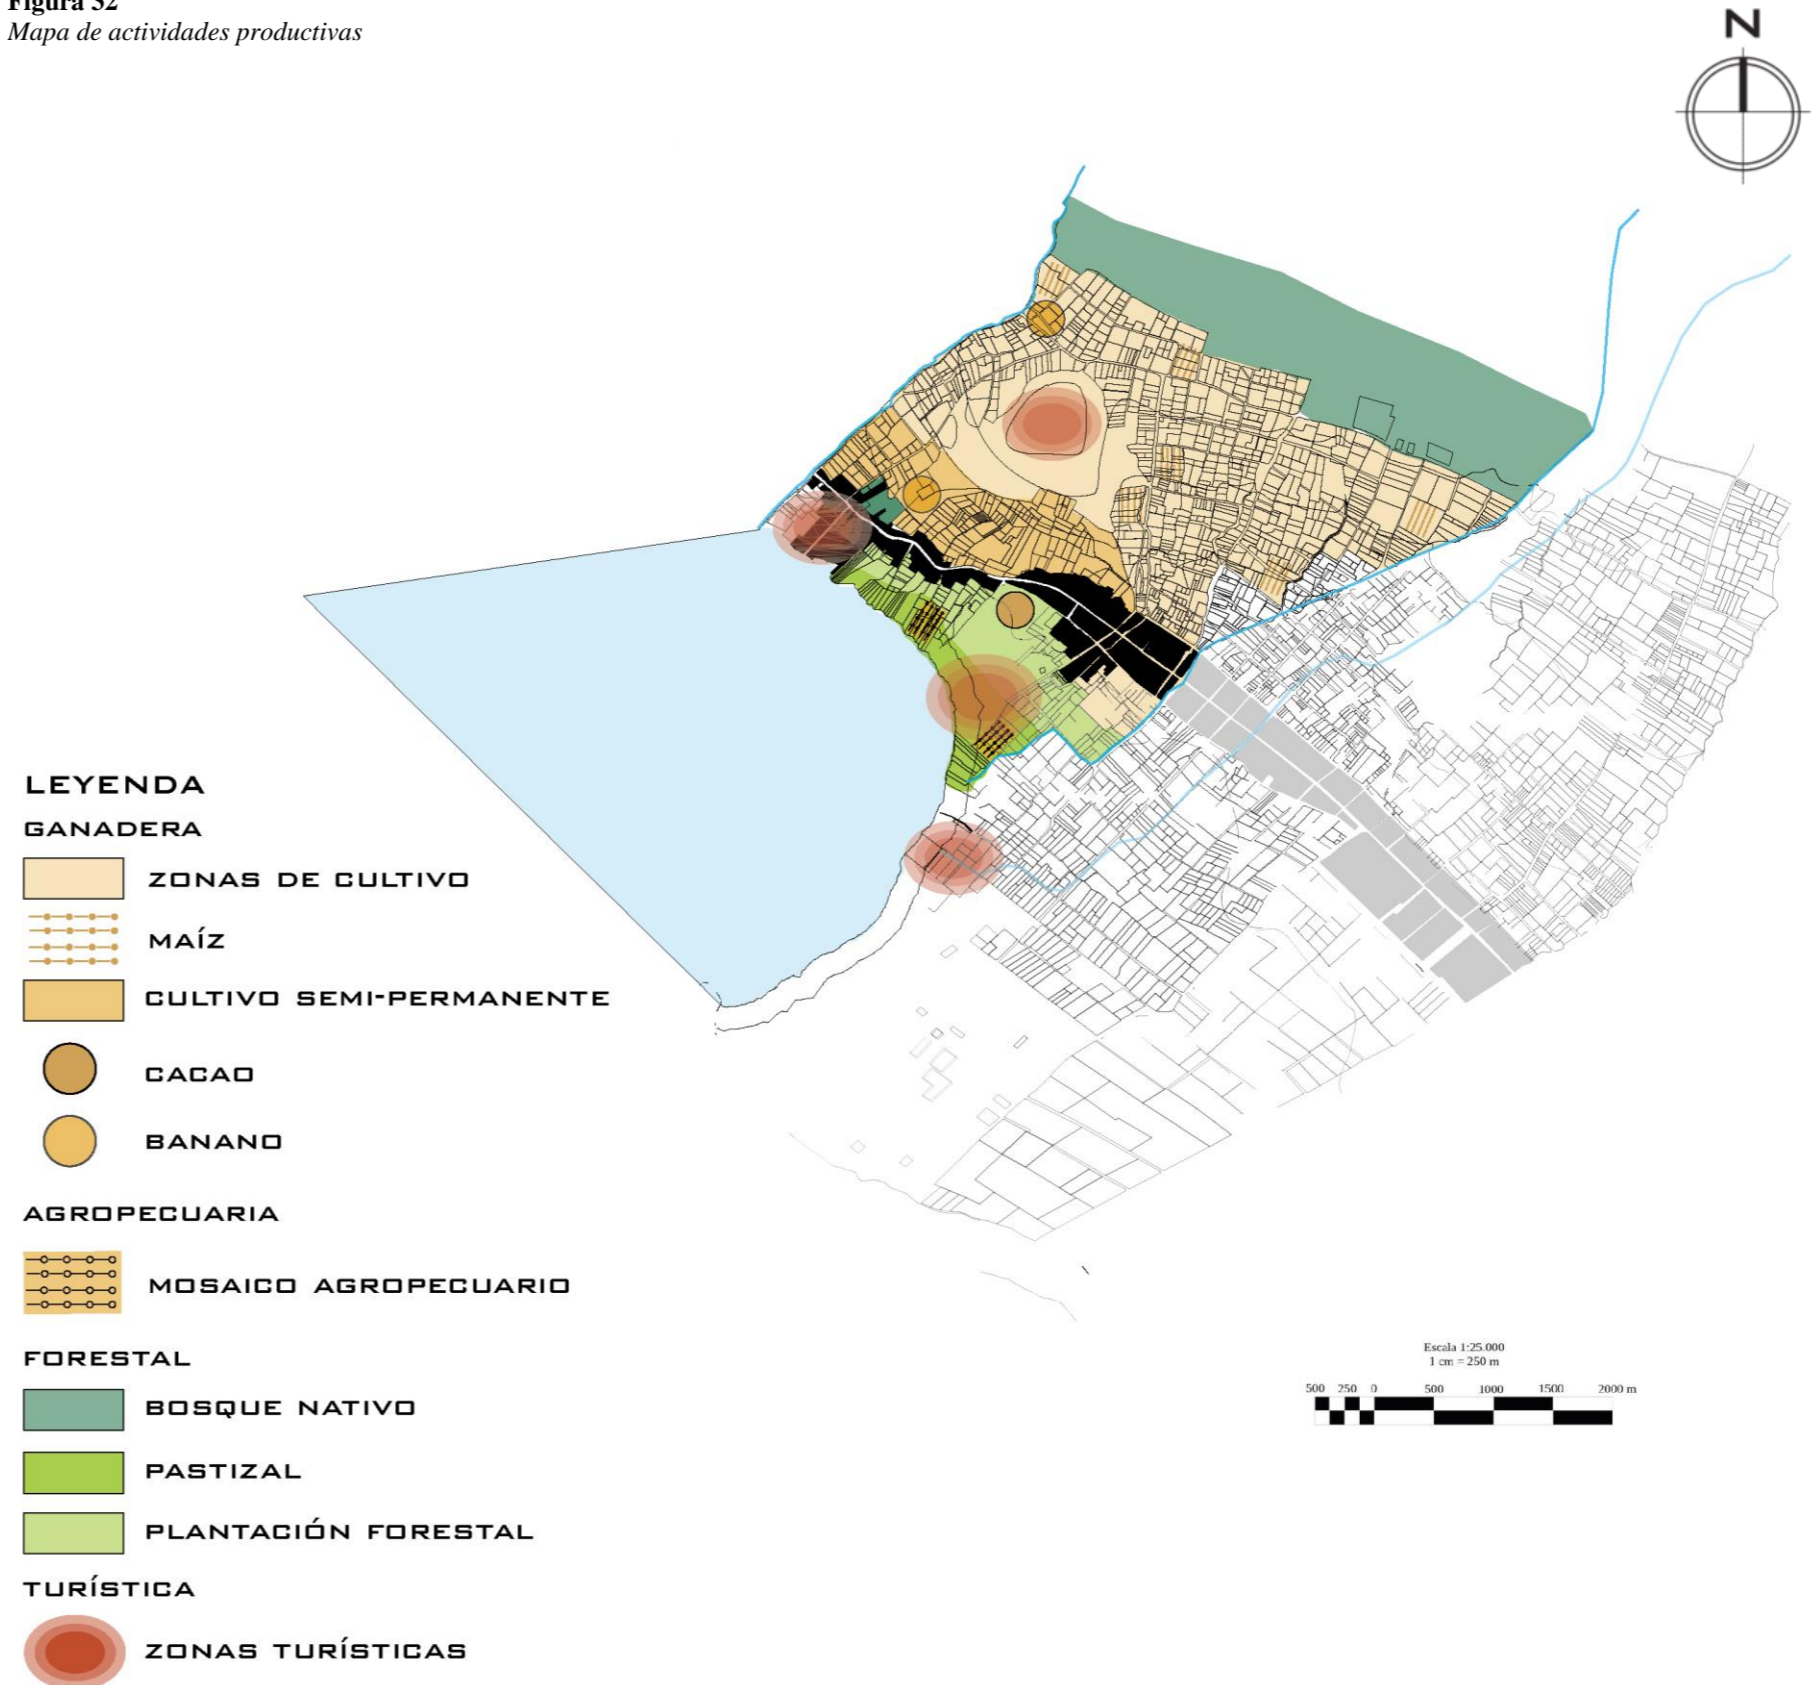 Figura 32
Mapa de actividades productivas
N
LEYENDA
GANADERA
ZONAS DE CULTIVO
MAÍZ
CULTIVO SEMI-PERMANENTE
CACAO
BANANO
AGROPECUARIA
MOSAICO AGROPECUARIO
FORESTAL
BOSQUE NATIVO
PASTIZAL
PLANTACIÓN FORESTAL
TURÍSTICA
ZONAS TURÍSTICAS
Escala 1:25.000
1 cm = 250 m
500 250 0 500 1000 1500 2000 m